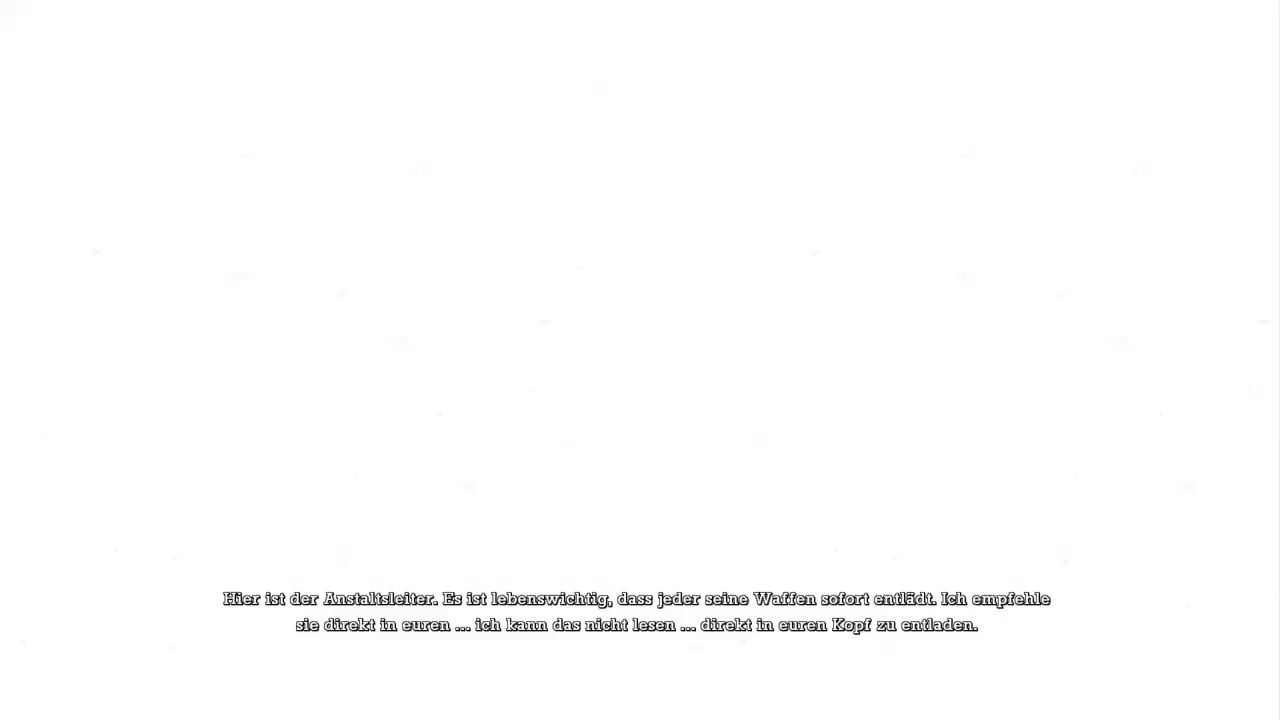 Hier ist der Anstaltsleiter. Es ist lebenswichtig, dass jeder seine Waffen sofort entlädt. Ich empfehle
sie direkt in euren ... ich kann das nicht lesen ... direkt in euren Kopf zu entladen.